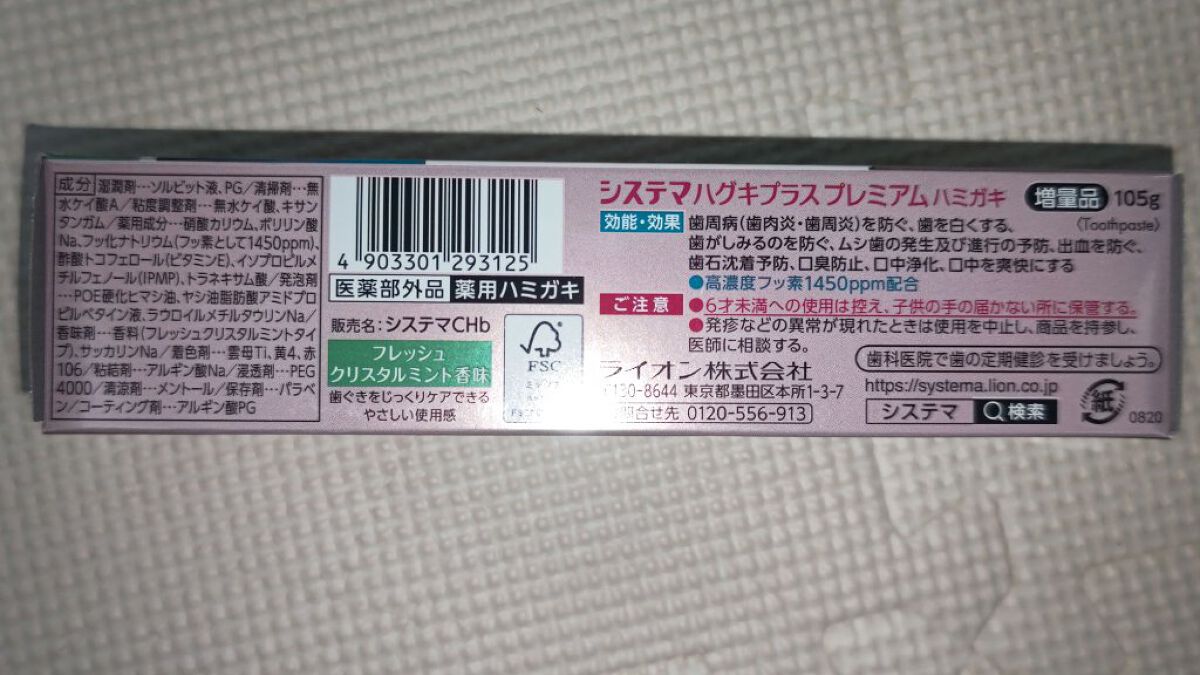 成分 湿潤剤…ソルビット液、PG／清掃剤…無
水ケイ酸A／粘度調整剤…無水ケイ酸、キサン
タンガム／薬用成分…硝酸カリウム、ポリリン酸
Na、フッ化ナトリウム(フッ素として1450ppm)、
酢酸トコフェロール(ビタミンE)、イソプロピルメ
チルフェノール(IPMP)、トラネキサム酸／発泡剤
…POE硬化ヒマシ油、ヤシ油脂肪酸アミドプロ
ピルベタイン液、ラウロイルメチルタウリンNa／
香味剤…香料(フレッシュクリスタルミントタイ
プ)、サッカリンNa／着色剤…雲母Ti、黄4、赤
106／粘結剤…アルギン酸Na／浸透剤…PEG
4000／清涼剤…メントール／保存剤…パラベ
ン／コーティング剤…アルギン酸PG
4 903301 293125
医薬部外品 薬用ハミガキ
販売名：システマCHb
フレッシュ
クリスタルミント香味
歯ぐきをじっくりケアできる
やさしい使用感
FSC
システマハグキプラス プレミアム ハミガキ 増量品 105g
(Toothpaste)
効能・効果 歯周病(歯肉炎・歯周炎)を防ぐ、歯を白くする、
歯がしみるのを防ぐ、ムシ歯の発生及び進行の予防、出血を防ぐ、
歯石沈着予防、口臭防止、口中浄化、口中を爽快にする
●高濃度フッ素1450ppm配合
ご注意 ●6才未満への使用は控え、子供の手の届かない所に保管する。
●発疹などの異常が現れたときは使用を中止し、商品を持参し、
医師に相談する。
ライオン株式会社
〒130-8644 東京都墨田区本所1-3-7
お問合せ先 0120-556-913
歯科医院で歯の定期健診を受けましょう。
https://systema.lion.co.jp
システマ 検索
紙
0820